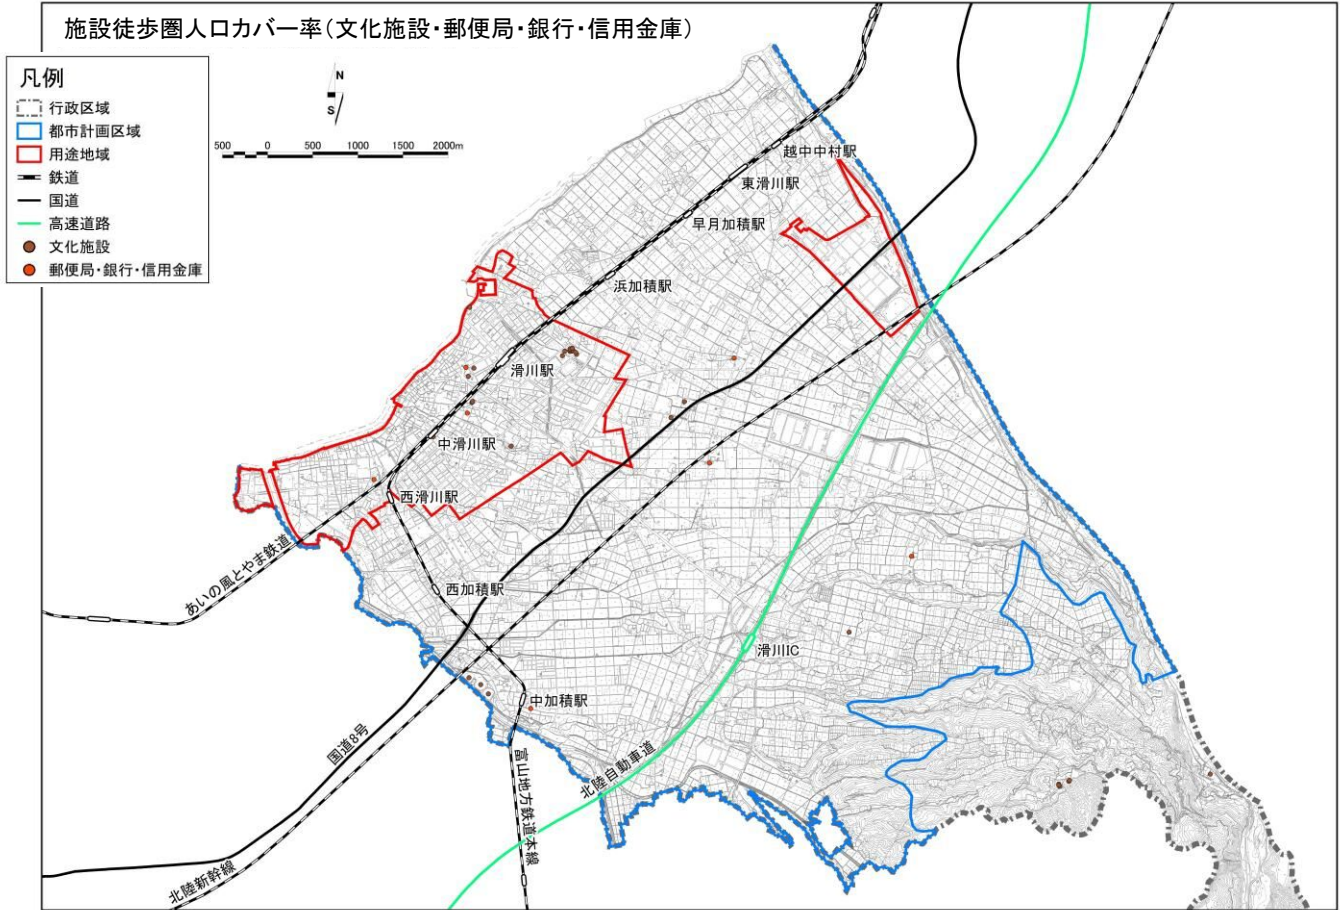 施設徒歩圏人口カバー率(文化施設・郵便局・銀行・信用金庫)
凡例
行政区域
都市計画区域
用途地域
鉄道
国道
高速道路
文化施設
郵便局・銀行・信用金庫
N
S
500 0 500 1000 1500 2000m
越中中村駅
東滑川駅
早月加積駅
浜加積駅
滑川駅
中滑川駅
西滑川駅
あいの風とやま鉄道
西加積駅
滑川IC
中加積駅
国道8号
北陸自動車道
富山地方鉄道本線
北陸新幹線